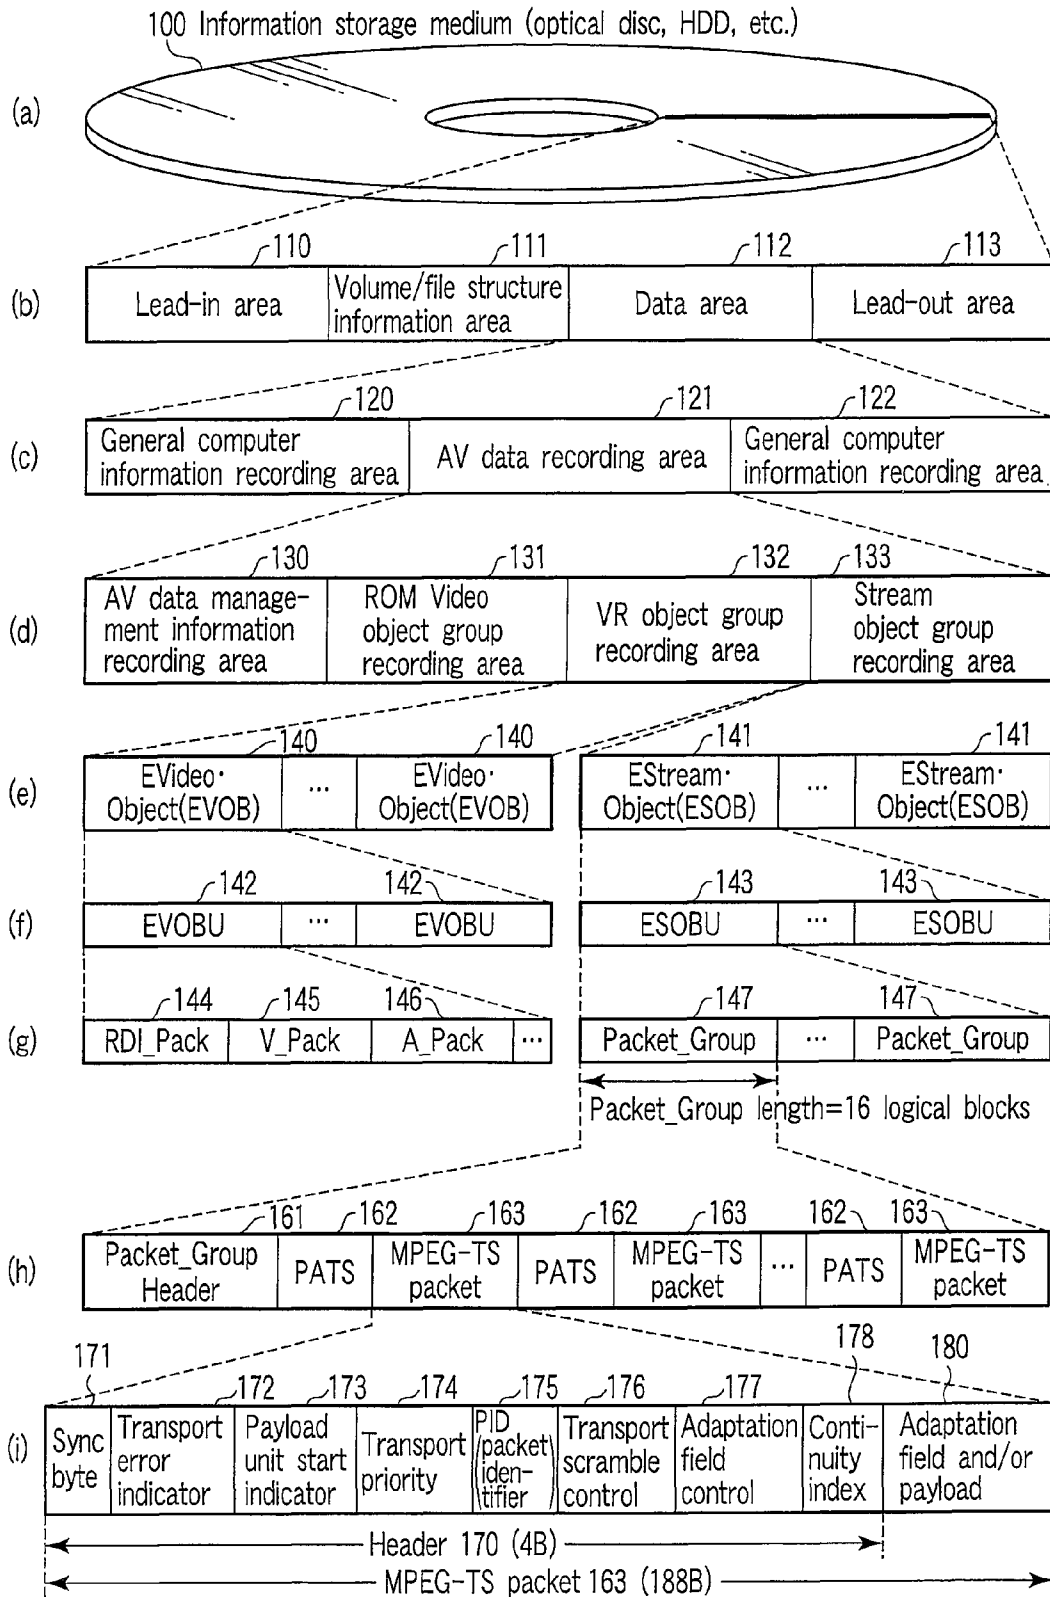 100 Information storage medium (optical disc, HDD, etc.)
(a)
110 111 112 113
(b) Lead-in area Volume/file structure information area Data area Lead-out area
120 121 122
(c) General computer information recording area AV data recording area General computer information recording area
130 131 132 133
(d) AV data manage- ment information recording area ROM Video object group recording area VR object group recording area Stream object group recording area
140 140 141 141
(e) EVideo· Object(EVOB) ... EVideo· Object(EVOB) EStream· Object(ESOB) ... EStream· Object(ESOB)
142 142 143 143
(f) EVOBU ... EVOBU ESOBU ... ESOBU
144 145 146 147 147
(g) RDI_Pack V_Pack A_Pack ... Packet_Group ... Packet_Group
Packet_Group length=16 logical blocks
161 162 163 162 163 162 163
(h) Packet_Group Header PATS MPEG-TS packet PATS MPEG-TS packet ... PATS MPEG-TS packet
171 172 173 174 175 176 177 178 180
(i) Sync byte Transport error indicator Payload unit start indicator Transport priority PID (packet iden- tifier) Transport scramble control Adaptation field control Conti- nuity index Adaptation field and/or payload
Header 170 (4B)
MPEG-TS packet 163 (188B)